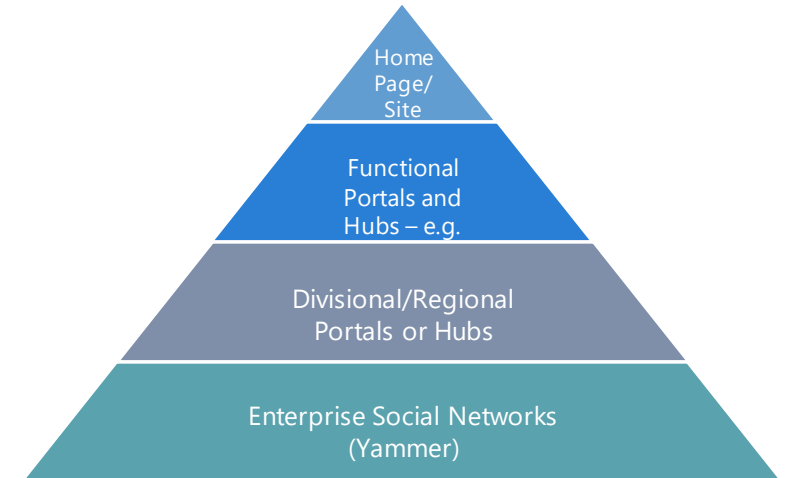 Home
Page/
Site
Functional
Portals and
Hubs – e.g.
Divisional/Regional
Portals or Hubs
Enterprise Social Networks
(Yammer)